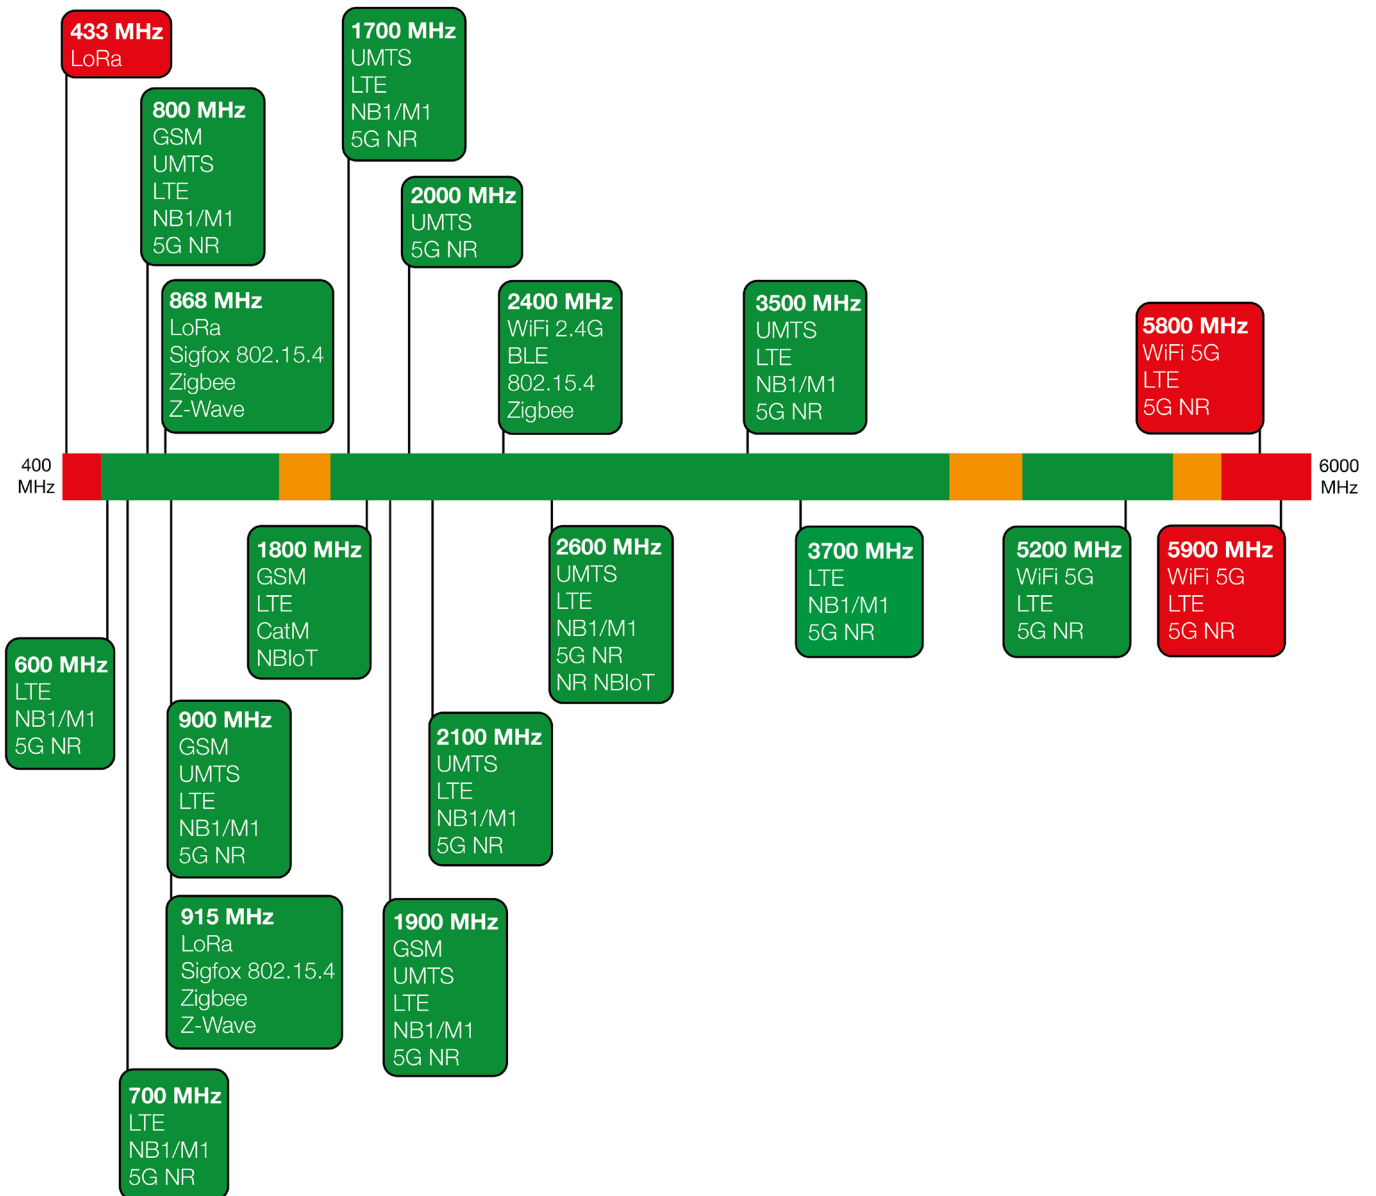 433 MHz
LoRa
1700 MHz
UMTS
LTE
NB1/M1
5G NR
800 MHz
GSM
UMTS
LTE
NB1/M1
5G NR
2000 MHz
UMTS
5G NR
868 MHz
LoRa
Sigfox 802.15.4
Zigbee
Z-Wave
2400 MHz
WiFi 2.4G
BLE
802.15.4
Zigbee
3500 MHz
UMTS
LTE
NB1/M1
5G NR
5800 MHz
WiFi 5G
LTE
5G NR
400
MHz
6000
MHz
1800 MHz
GSM
LTE
CatM
NBIoT
2600 MHz
UMTS
LTE
NB1/M1
5G NR
NR NBIoT
3700 MHz
LTE
NB1/M1
5G NR
5200 MHz
WiFi 5G
LTE
5G NR
5900 MHz
WiFi 5G
LTE
5G NR
600 MHz
LTE
NB1/M1
5G NR
900 MHz
GSM
UMTS
LTE
NB1/M1
5G NR
2100 MHz
UMTS
LTE
NB1/M1
5G NR
915 MHz
LoRa
Sigfox 802.15.4
Zigbee
Z-Wave
1900 MHz
GSM
UMTS
LTE
NB1/M1
5G NR
700 MHz
LTE
NB1/M1
5G NR